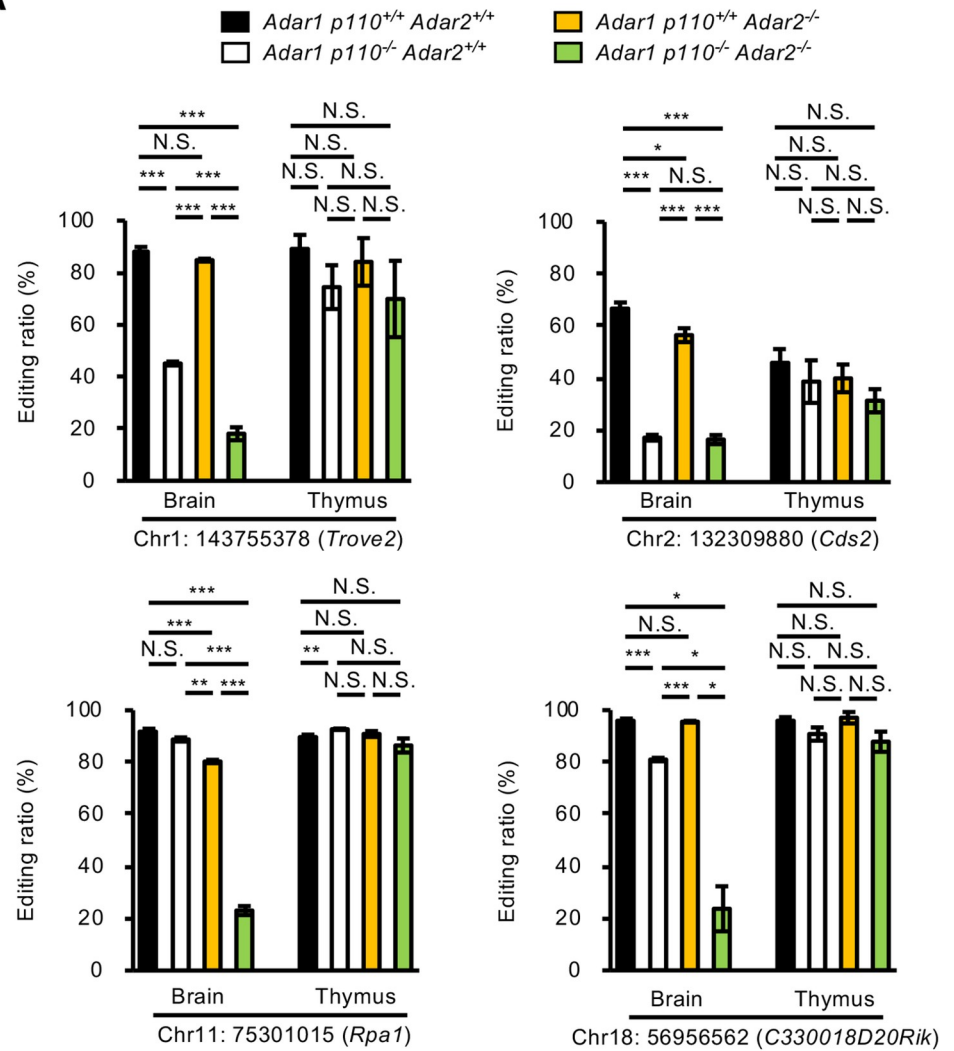 Adar1 p110+/+ Adar2+/+
Adar1 p110+/+ Adar2-/-
Adar1 p110-/- Adar2+/+
Adar1 p110-/- Adar2-/-
N.S.
***
N.S.
N.S.
*** *** N.S. N.S.
*** *** N.S. N.S.
Editing ratio (%)
100
80
60
40
20
0
Brain Thymus
Chr1: 143755378 (Trove2)
N.S.
***
* N.S.
*** N.S. N.S. N.S.
*** *** N.S. N.S.
Editing ratio (%)
100
80
60
40
20
0
Brain Thymus
Chr2: 132309880 (Cds2)
*** N.S.
*** N.S.
N.S. *** ** N.S.
** *** N.S. N.S.
Editing ratio (%)
100
80
60
40
20
0
Brain Thymus
Chr11: 75301015 (Rpa1)
* N.S.
N.S. N.S.
*** * N.S. N.S.
*** * N.S. N.S.
Editing ratio (%)
100
80
60
40
20
0
Brain Thymus
Chr18: 56956562 (C330018D20Rik)